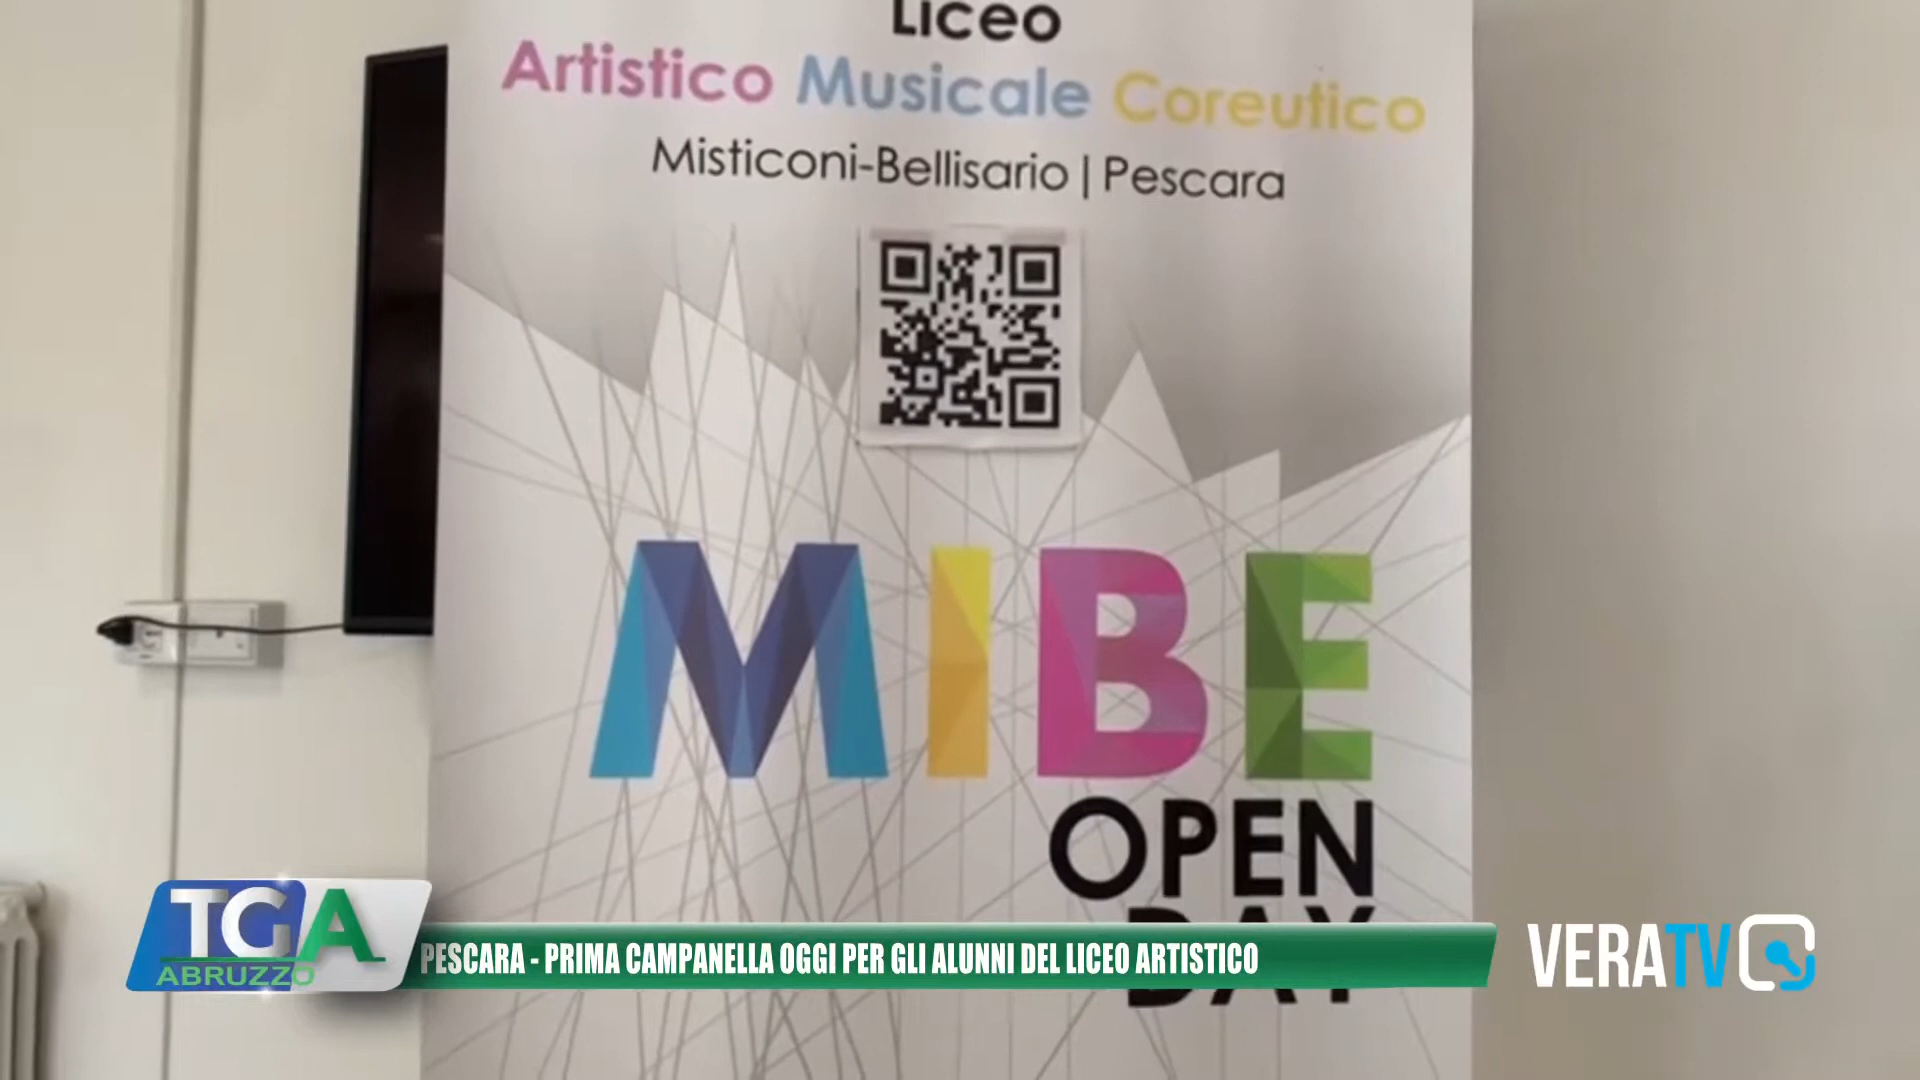 Liceo
Artistico Musicale Coreutico
Misticoni-Bellisario | Pescara
MIBE
OPEN
DAY
TGA
ABRUZZO
PESCARA - PRIMA CAMPANELLA OGGI PER GLI ALUNNI DEL LICEO ARTISTICO
VERATV